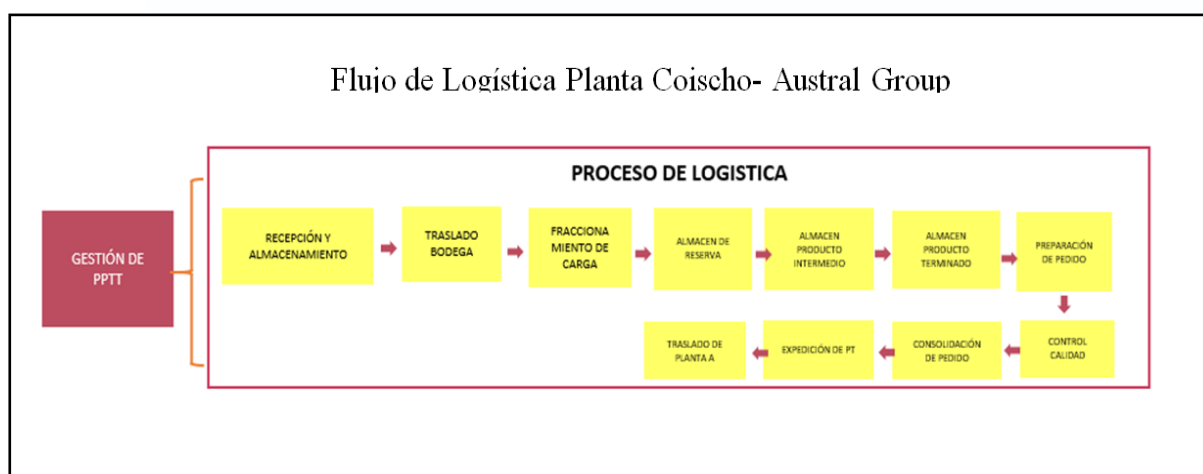 Flujo de Logística Planta Coischo- Austral Group
PROCESO DE LOGISTICA
GESTIÓN DE
PPTT
RECEPCIÓN Y
ALMACENAMIENTO
TRASLADO
BODEGA
FRACCIONA
MIENTO DE
CARGA
ALMACEN DE
RESERVA
ALMACEN
PRODUCTO
INTERMEDIO
ALMACEN
PRODUCTO
TERMINADO
PREPARACIÓN
DE PEDIDO
CONTROL
CALIDAD
CONSOLIDACIÓN
DE PEDIDO
EXPEDICIÓN DE PT
TRASLADO DE
PLANTA A